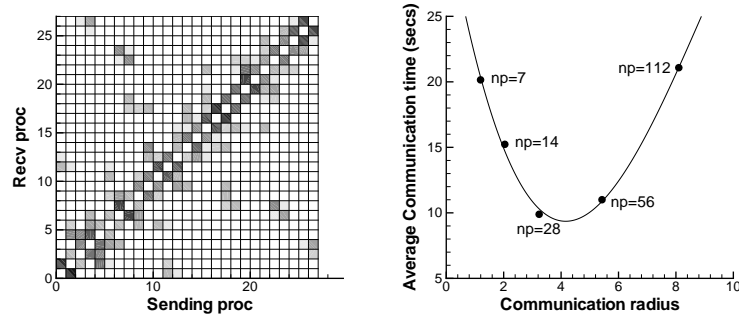 25
20
15
10
5
0
Recv proc
0
10
20
Sending proc
25
20
15
10
5
Average Communication time (secs)
np=7
np=14
np=28
np=56
np=112
0
2
4
6
8
10
Communication radius